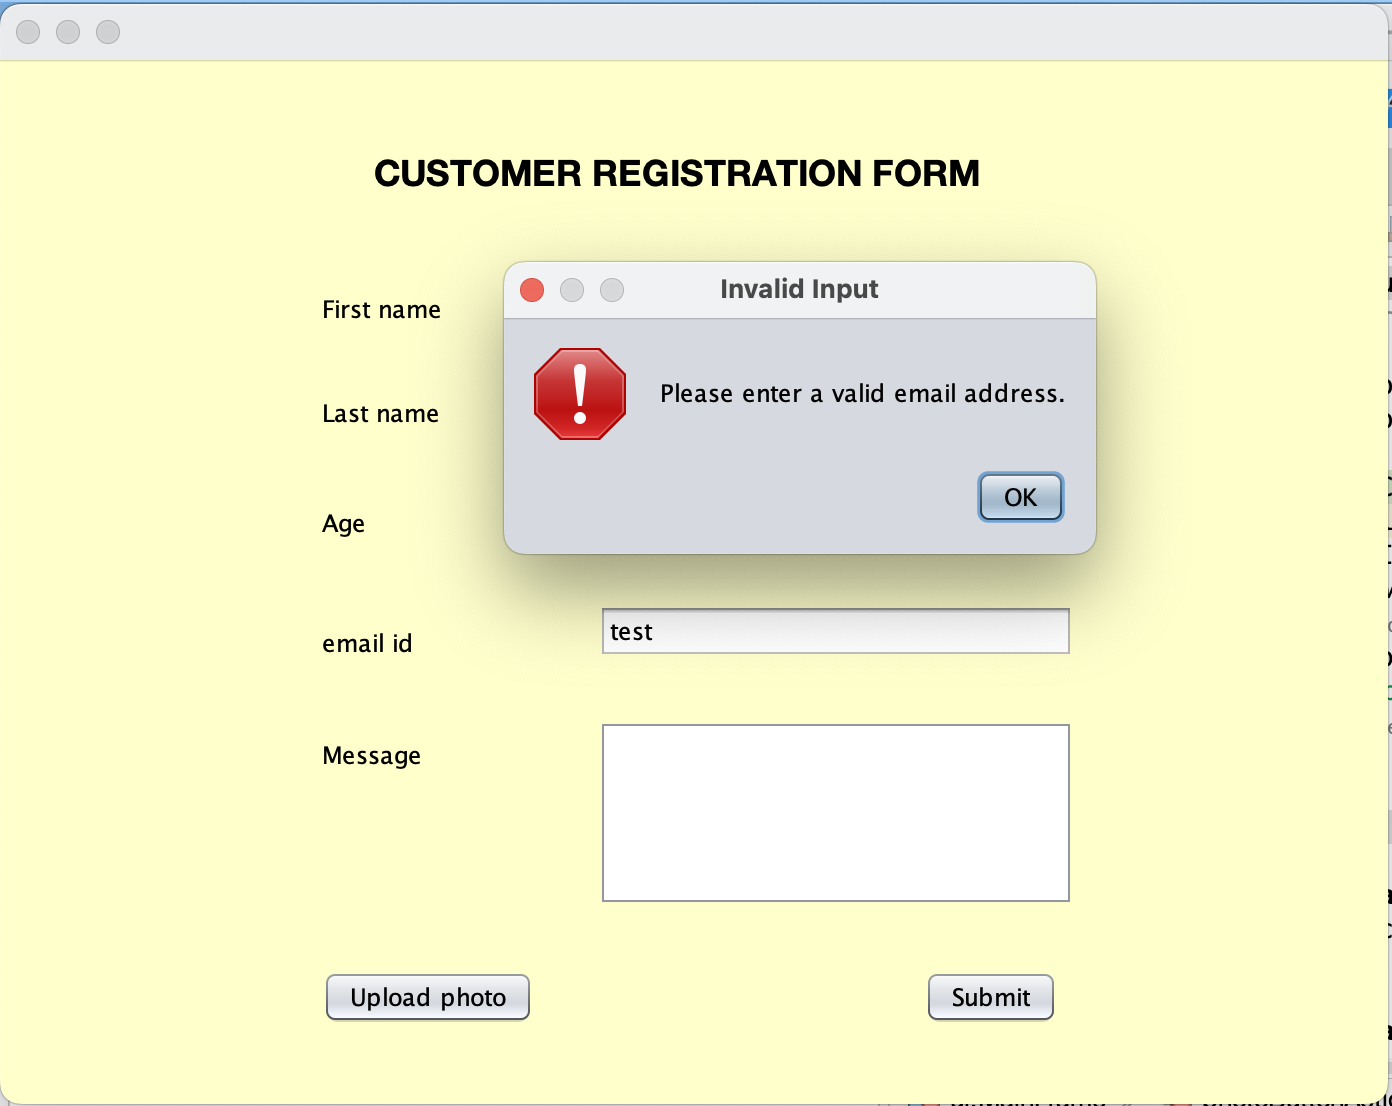 CUSTOMER REGISTRATION FORM
Invalid Input
First name
Please enter a valid email address.
Last name
OK
Age
email id
test
Message
Upload photo
Submit